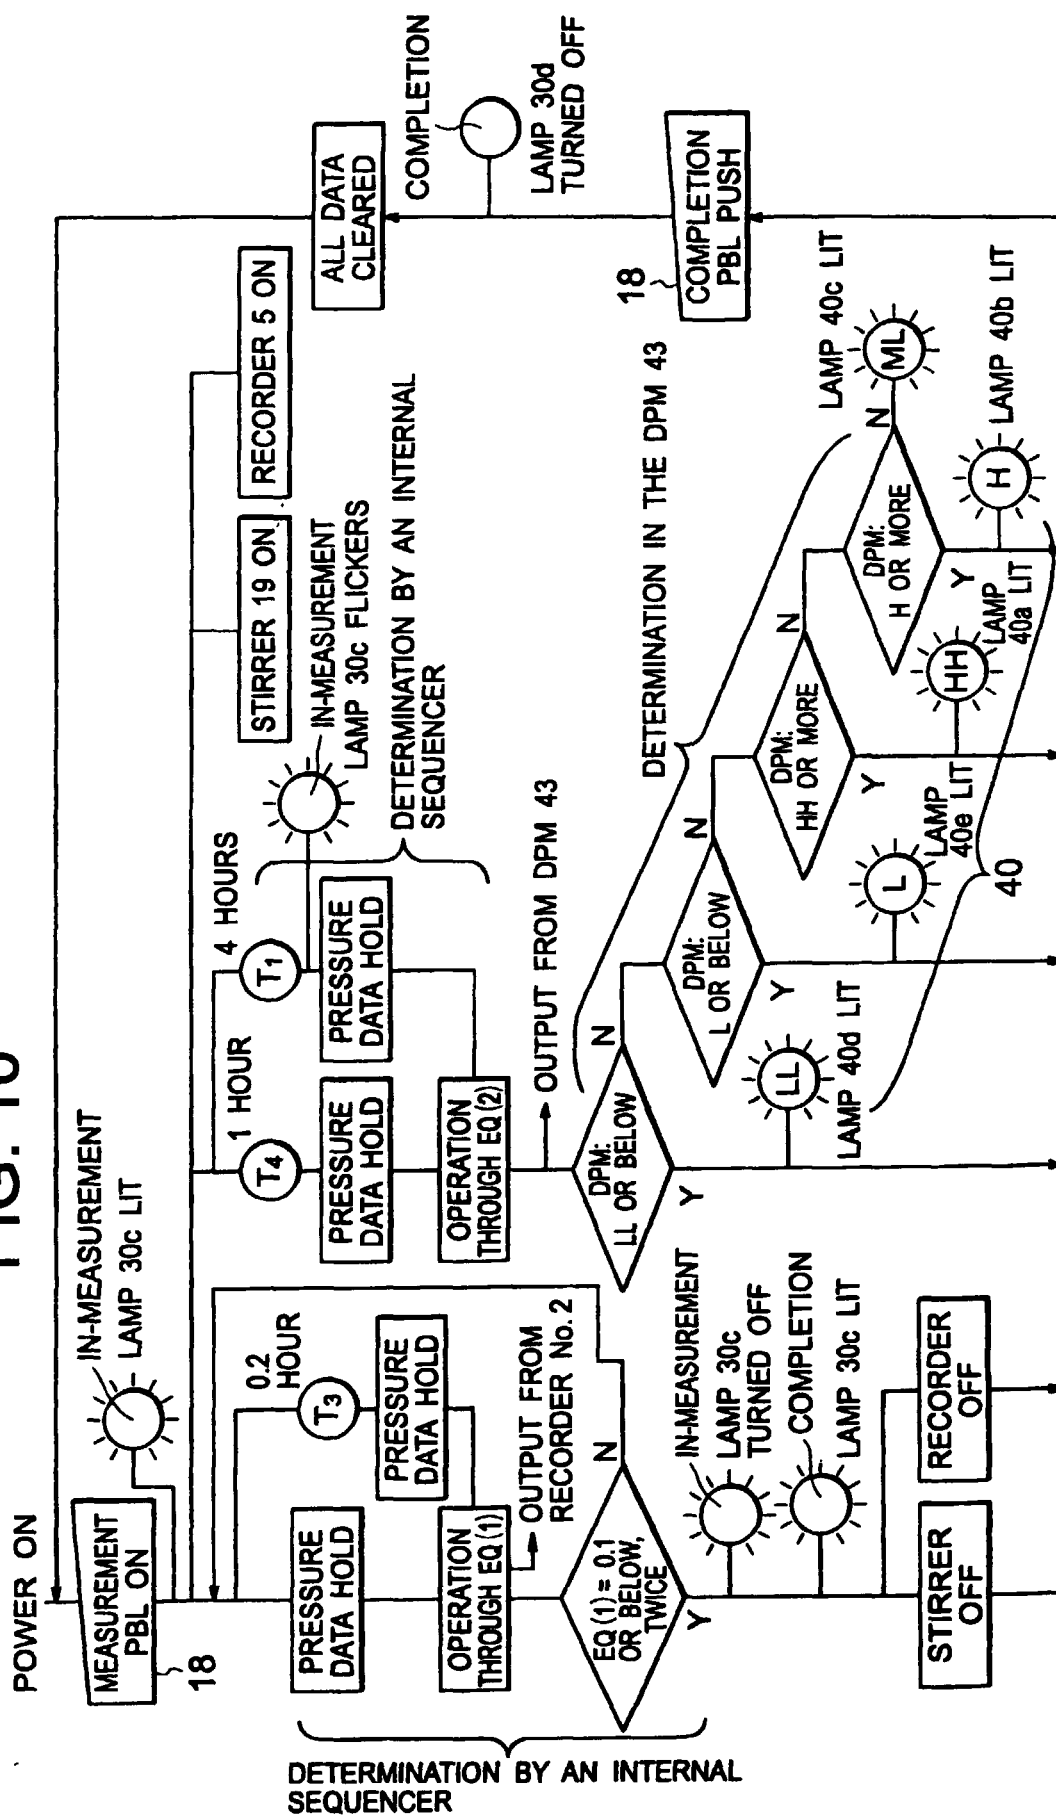 FIG. 10
POWER ON
MEASUREMENT
PBL ON
18
IN-MEASUREMENT
LAMP 30c LIT
STIRRER 19 ON
RECORDER 5 ON
ALL DATA
CLEARED
COMPLETION
LAMP 30d
TURNED OFF
18
COMPLETION
PBL PUSH
0.2
HOUR
T3
PRESSURE
DATA HOLD
PRESSURE
DATA HOLD
OPERATION
THROUGH EQ(1)
OUTPUT FROM
RECORDER No. 2
EQ(1) = 0.1
OR BELOW,
TWICE
N
Y
DETERMINATION BY AN INTERNAL
SEQUENCER
IN-MEASUREMENT
LAMP 30c
TURNED OFF
COMPLETION
LAMP 30c LIT
STIRRER
OFF
RECORDER
OFF
1 HOUR
T4
4 HOURS
T1
IN-MEASUREMENT
LAMP 30c FLICKERS
PRESSURE
DATA HOLD
PRESSURE
DATA HOLD
DETERMINATION BY AN INTERNAL
SEQUENCER
OPERATION
THROUGH EQ(2)
OUTPUT FROM DPM 43
DETERMINATION IN THE DPM 43
DPM:
LL OR BELOW
N
Y
LL
LAMP 40d LIT
DPM:
L OR BELOW
N
Y
L
LAMP
40e LIT
DPM:
HH OR MORE
N
Y
HH
LAMP
40a LIT
DPM:
H OR MORE
N
Y
H
LAMP 40b LIT
ML
LAMP 40c LIT
40